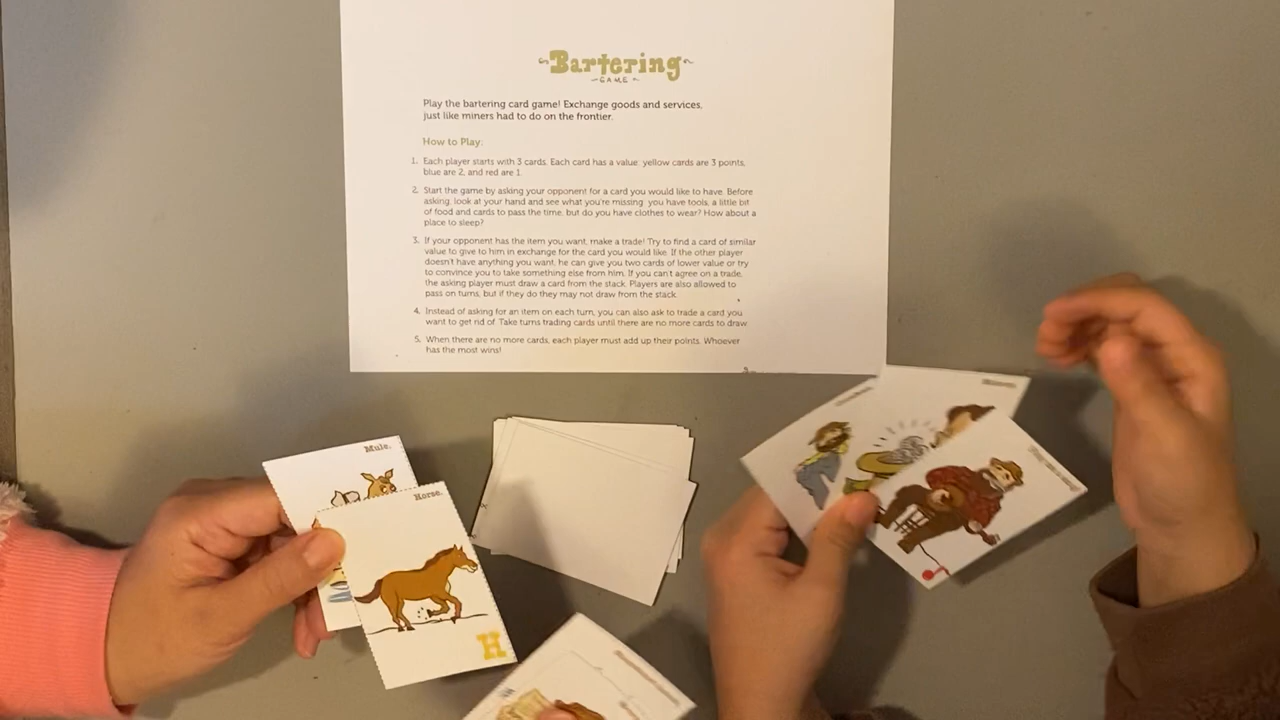 Bartering
GAME
Play the bartering card game! Exchange goods and services,
just like miners had to do on the frontier.
How to Play:
1. Each player starts with 3 cards. Each card has a value: yellow cards are 3 points,
blue are 2, and red are 1.
2. Start the game by asking your opponent for a card you would like to have. Before
asking, look at your hand and see what you're missing: you have tools, a little bit
of food and cards to pass the time, but do you have clothes to wear? How about a
place to sleep?
3. If your opponent has the item you want, make a trade! Try to find a card of similar
value to give to him in exchange for the card you would like. If the other player
doesn't have anything you want, he can give you two cards of lower value or try
to convince you to take something else from him. If you can't agree on a trade,
the asking player must draw a card from the stack. Players are also allowed to
pass on turns, but if they do they may not draw from the stack.
4. Instead of asking for an item on each turn, you can also ask to trade a card you
want to get rid of. Take turns trading cards until there are no more cards to draw.
5. When there are no more cards, each player must add up their points. Whoever
has the most wins!
Mule.
Horse.
H